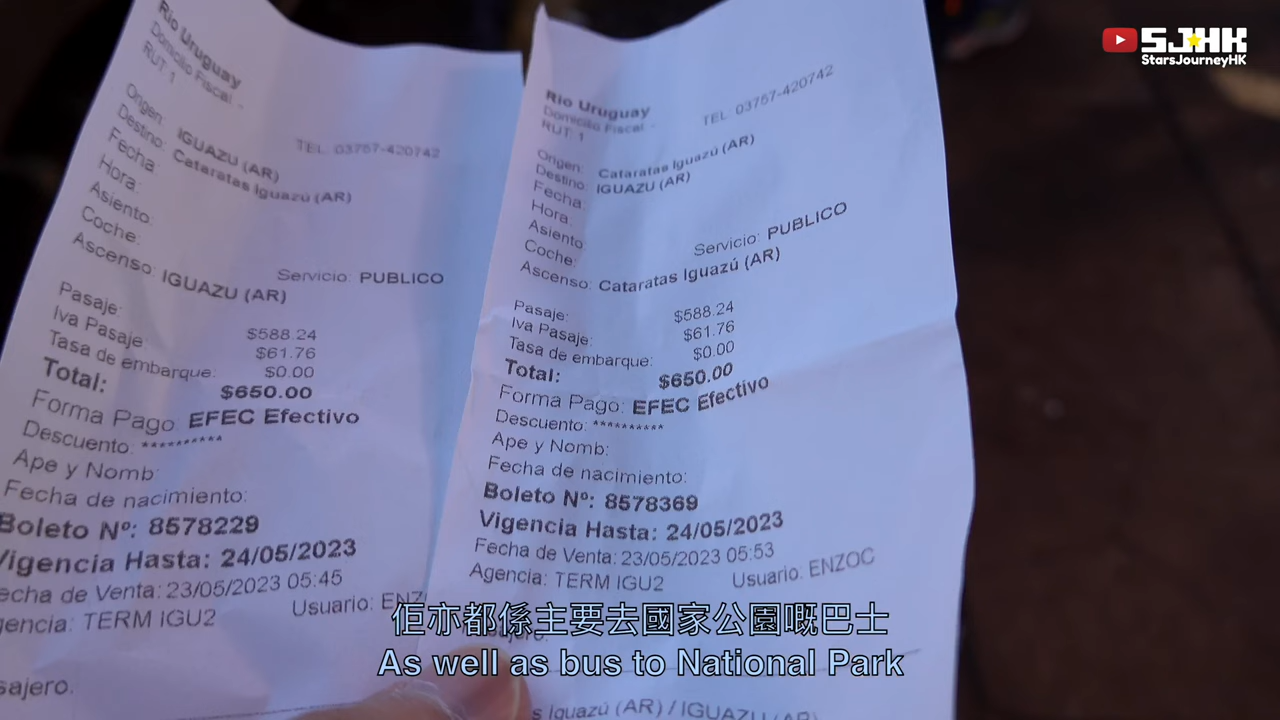 SJHK
StarsJourneyHK
Rio Uruguay
Domicilio Fiscal -
RUT: 1
TEL. 03757-420742
Origen: IGUAZU (AR)
Destino: Cataratas Iguazú (AR)
Fecha:
Hora:
Asiento:
Coche:
Servicio: PUBLICO
Ascenso: IGUAZU (AR)
Pasaje: $588.24
Iva Pasaje: $61.76
Tasa de embarque: $0.00
Total: $650.00
Forma Pago: EFEC Efectivo
Descuento: **********
Ape y Nomb:
Fecha de nacimiento:
Boleto Nº: 8578229
Vigencia Hasta: 24/05/2023
echa de Venta: 23/05/2023 05:45
gencia: TERM IGU2 Usuario: ENZ
sajero.
Rio Uruguay
Domicilio Fiscal -
RUT: 1
TEL. 03757-420742
Origen: Cataratas Iguazú (AR)
Destino: IGUAZU (AR)
Fecha:
Hora:
Asiento:
Coche:
Servicio: PUBLICO
Ascenso: Cataratas Iguazú (AR)
Pasaje: $588.24
Iva Pasaje: $61.76
Tasa de embarque: $0.00
Total: $650.00
Forma Pago: EFEC Efectivo
Descuento: **********
Ape y Nomb:
Fecha de nacimiento:
Boleto Nº: 8578369
Vigencia Hasta: 24/05/2023
Fecha de Venta: 23/05/2023 05:53
Agencia: TERM IGU2 Usuario: ENZOC
s Iguazú (AR) / IGUAZU (AR)
佢亦都係主要去國家公園嘅巴士
As well as bus to National Park